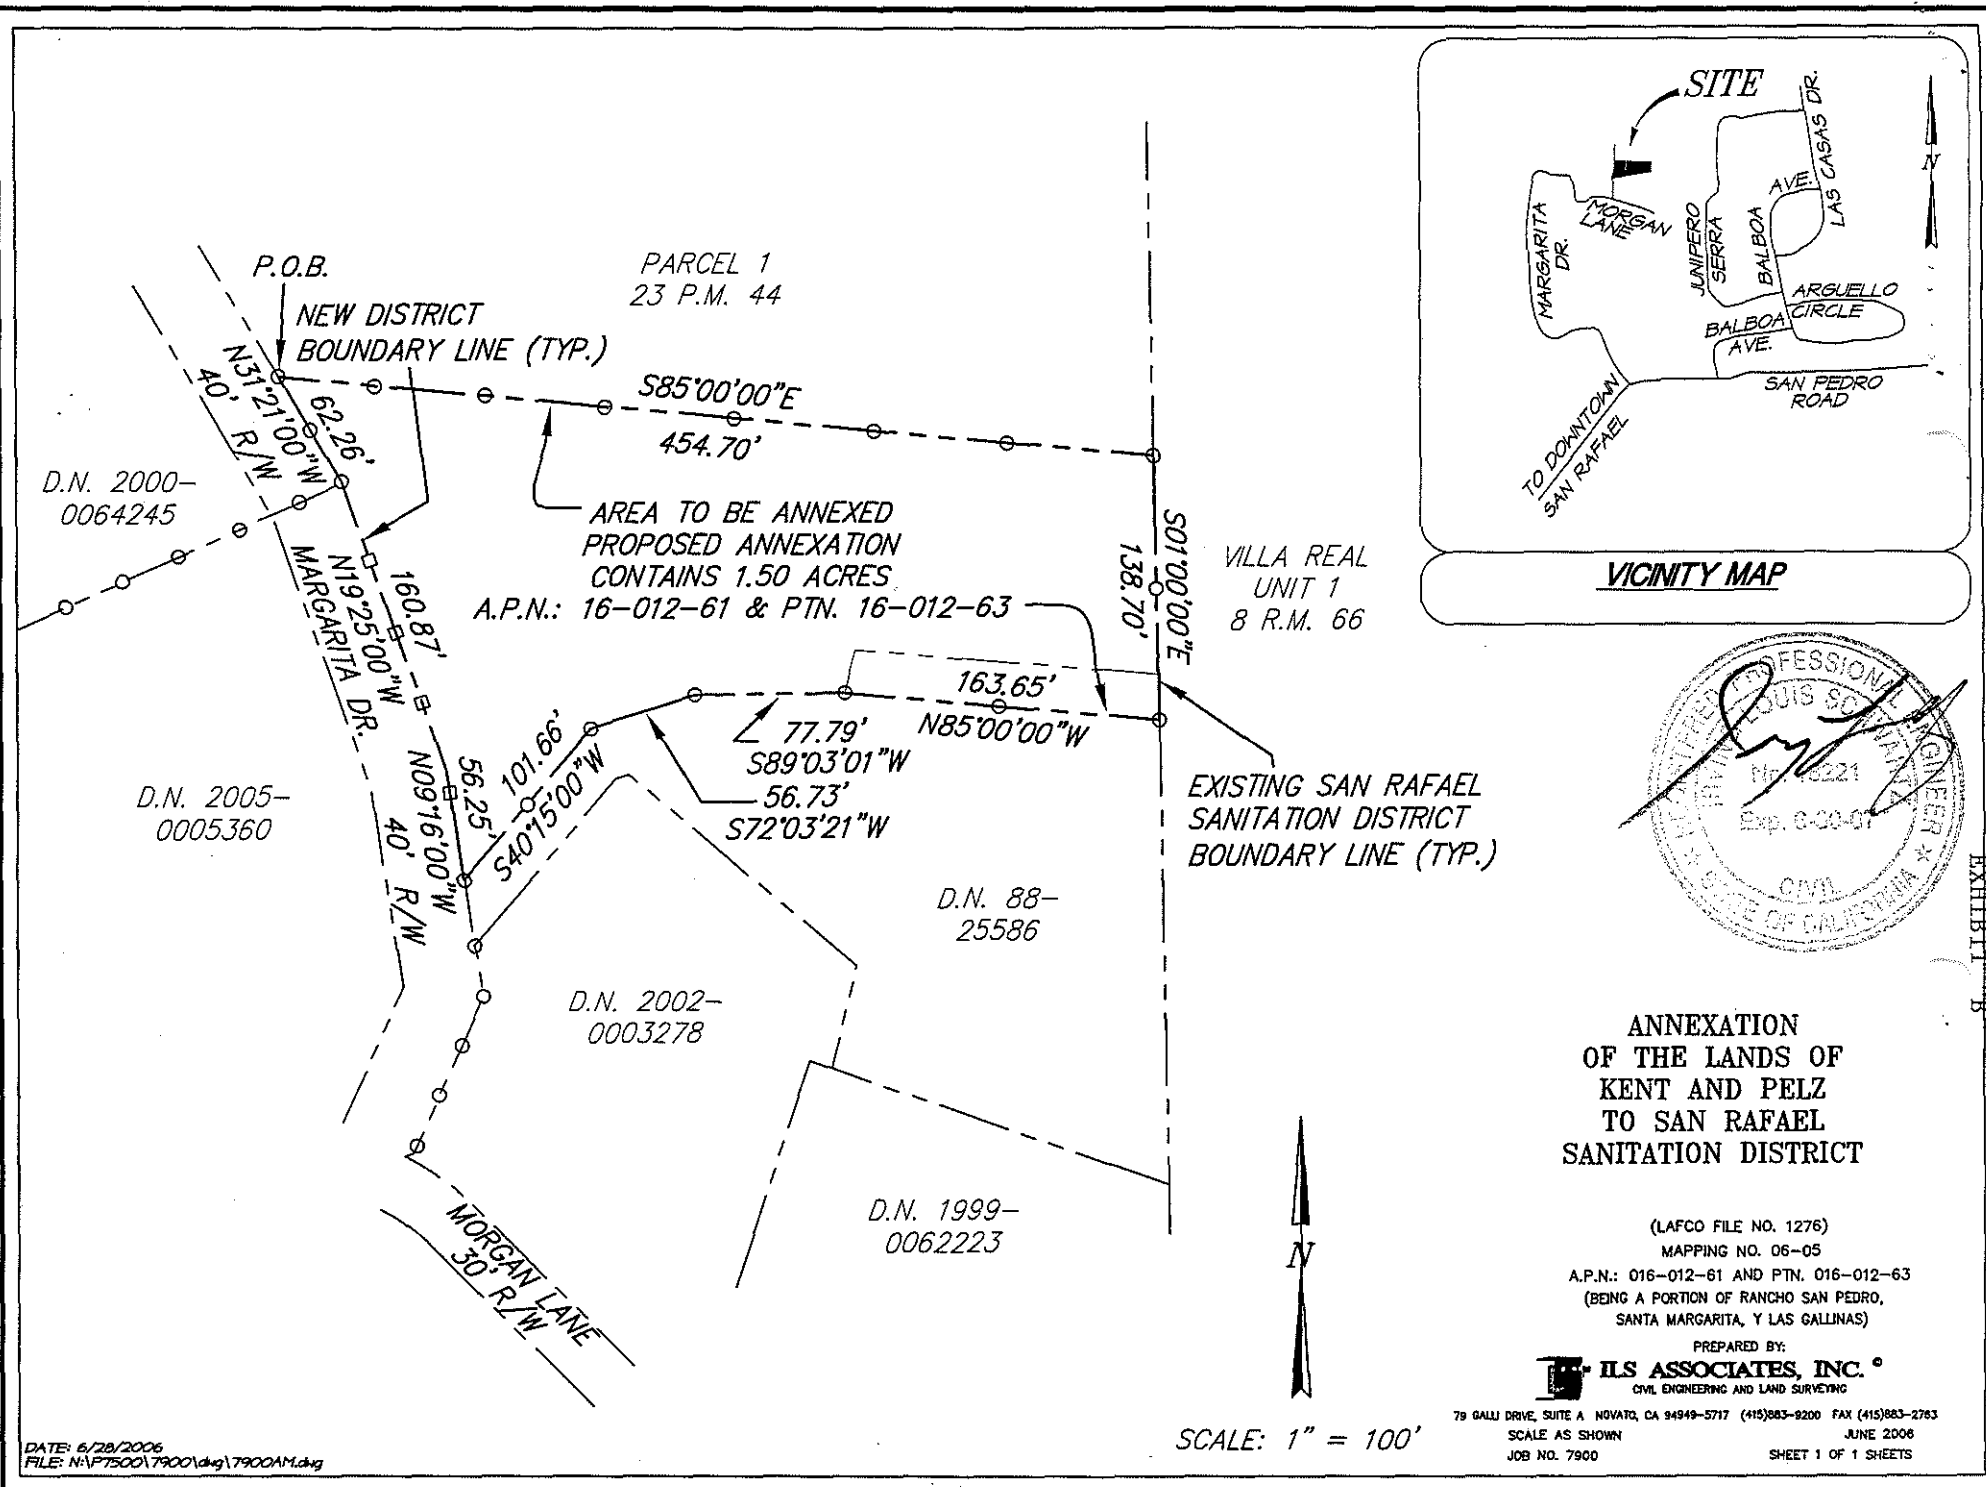 P.O.B.
NEW DISTRICT
BOUNDARY LINE (TYP.)
PARCEL 1
23 P.M. 44
N31°21'00"W
62.26'
40' R/W
S85°00'00"E
454.70'
D.N. 2000-
0064245
AREA TO BE ANNEXED
PROPOSED ANNEXATION
CONTAINS 1.50 ACRES
A.P.N.: 16-012-61 & PTN. 16-012-63
S01°00'00"E
138.70'
VILLA REAL
UNIT 1
8 R.M. 66
160.87'
N19°25'00"W
MARGARITA DR.
163.65'
N85°00'00"W
77.79'
S89°03'01"W
56.73'
S72°03'21"W
101.66'
S40°15'00"W
56.25'
N09°16'00"W
40' R/W
D.N. 2005-
0005360
EXISTING SAN RAFAEL
SANITATION DISTRICT
BOUNDARY LINE (TYP.)
D.N. 88-
25586
D.N. 2002-
0003278
D.N. 1999-
0062223
MORGAN LANE
30' R/W
N
SCALE: 1" = 100'
DATE: 6/28/2006
FILE: N:\P7500\7900\dwg\7900AM.dwg
SITE
N
MARGARITA
DR.
MORGAN
LANE
JUNIPERO
SERRA
BALBOA
AVE.
LAS CASAS DR.
ARGUELLO
CIRCLE
BALBOA
AVE.
SAN PEDRO
ROAD
TO DOWNTOWN
SAN RAFAEL
VICINITY MAP
REGISTERED PROFESSIONAL ENGINEER
IRVING LOUIS SCHWARTZ
No.
Exp.
CIVIL
STATE OF CALIFORNIA
EXHIBIT B
ANNEXATION
OF THE LANDS OF
KENT AND PELZ
TO SAN RAFAEL
SANITATION DISTRICT
(LAFCO FILE NO. 1276)
MAPPING NO. 06-05
A.P.N.: 016-012-61 AND PTN. 016-012-63
(BEING A PORTION OF RANCHO SAN PEDRO,
SANTA MARGARITA, Y LAS GALLINAS)
PREPARED BY:
ILS ASSOCIATES, INC. ©
CIVIL ENGINEERING AND LAND SURVEYING
79 GALLI DRIVE, SUITE A NOVATO, CA 94949-5717 (415)883-9200 FAX (415)883-2763
SCALE AS SHOWN
JUNE 2006
JOB NO. 7900
SHEET 1 OF 1 SHEETS